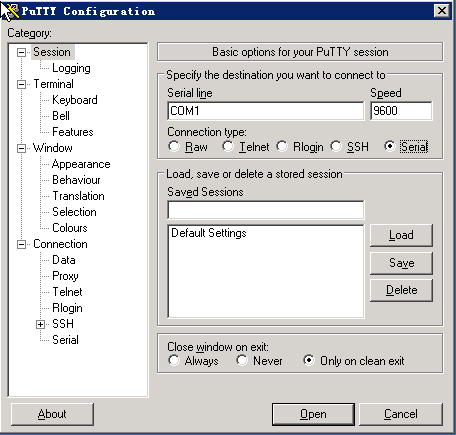 PuTTY Configuration
Category:
Session
Logging
Terminal
Keyboard
Bell
Features
Window
Appearance
Behaviour
Translation
Selection
Colours
Connection
Data
Proxy
Telnet
Rlogin
SSH
Serial
Basic options for your PuTTY session
Specify the destination you want to connect to
Serial line Speed
COM1 9600
Connection type:
Raw Telnet Rlogin SSH Serial
Load, save or delete a stored session
Saved Sessions
Default Settings
Load
Save
Delete
Close window on exit:
Always Never Only on clean exit
About Open Cancel